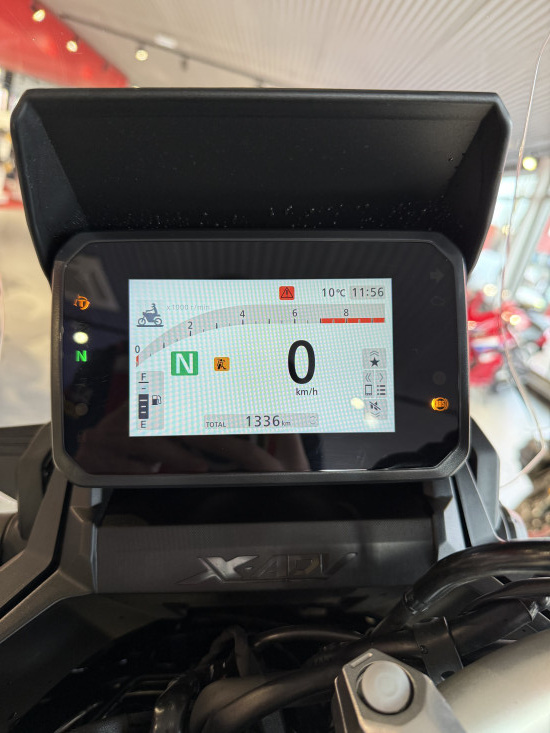 10°C 11:56
x1000 r/min
0 2 4 6 8
N
N
0
km/h
F
E
TOTAL 1336 km
X-ADV